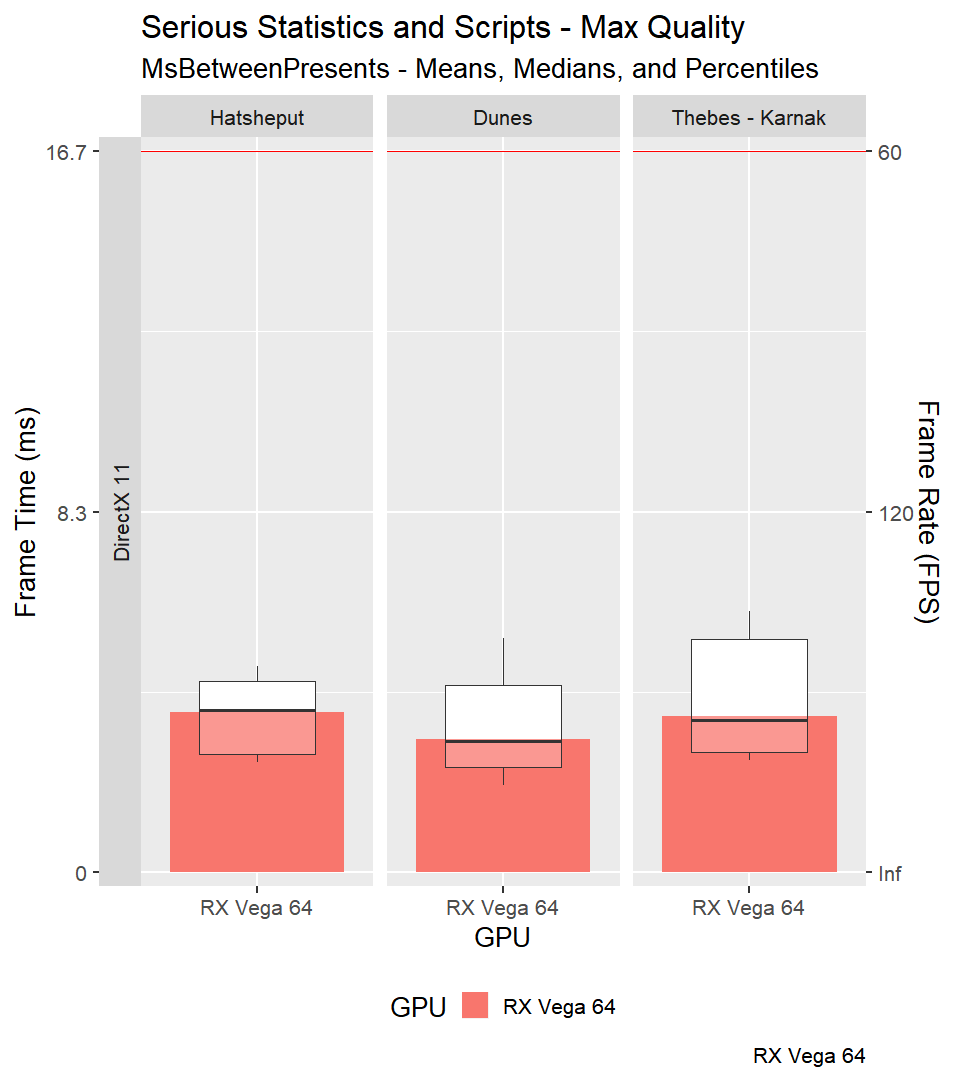 Serious Statistics and Scripts - Max Quality
MsBetweenPresents - Means, Medians, and Percentiles
Hatsheput
Dunes
Thebes - Karnak
16.7
60
Frame Time (ms)
DirectX 11
8.3
120
Frame Rate (FPS)
0
Inf
RX Vega 64
RX Vega 64
RX Vega 64
GPU
GPU
RX Vega 64
RX Vega 64